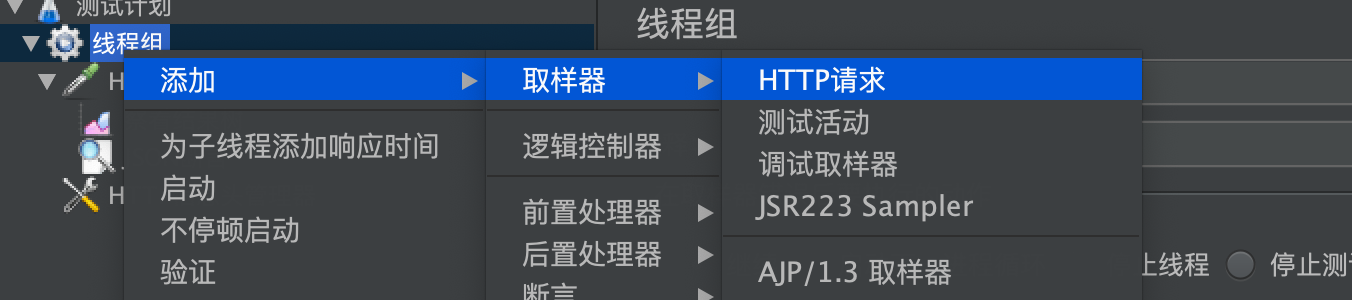 测试计划
线程组
线程组
H
H
添加
为子线程添加响应时间
启动
不停顿启动
验证
取样器
逻辑控制器
前置处理器
后置处理器
断言
HTTP请求
测试活动
调试取样器
JSR223 Sampler
AJP/1.3 取样器
止线程
停止测